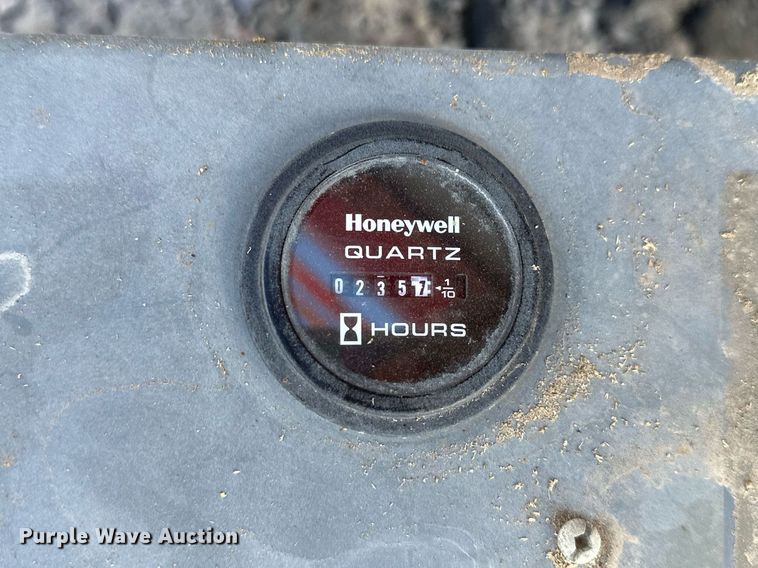 Honeywell
QUARTZ
0 2 3 5 7 1/10
HOURS
Purple Wave Auction